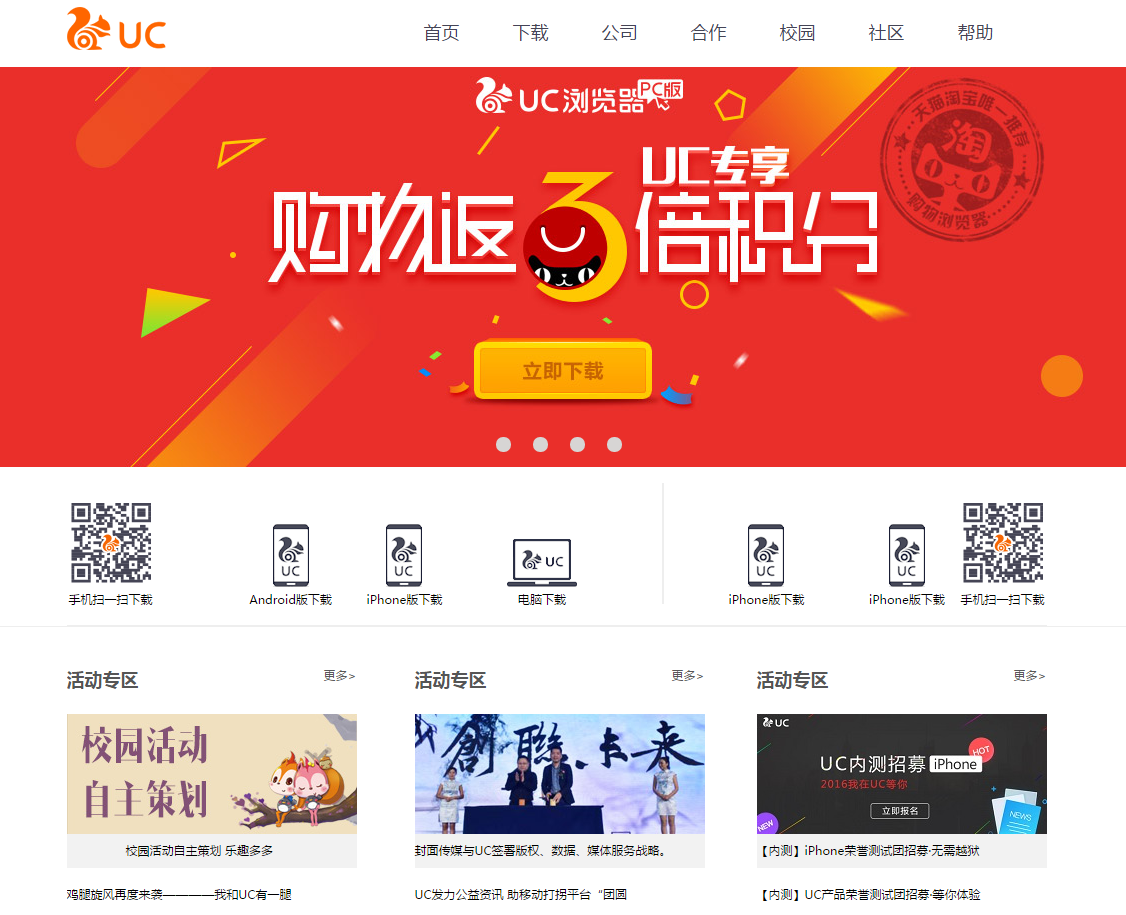 UC
首页 下载 公司 合作 校园 社区 帮助
UC浏览器 PC版
天猫淘宝唯一推荐
淘
购物浏览器
UC专享
购物返3倍积分
立即下载
UC UC UC UC UC
手机扫一扫下载 Android版下载 iPhone版下载 电脑下载 iPhone版下载 iPhone版下载 手机扫一扫下载
活动专区 更多>
校园活动
自主策划
校园活动自主策划 乐趣多多
鸡腿旋风再度来袭————我和UC有一腿
活动专区 更多>
创联·未来
封面传媒与UC签署版权、数据、媒体服务战略。
UC发力公益资讯 助移动打拐平台“团圆
活动专区 更多>
UC
HOT
UC内测招募 iPhone
2016我在UC等你
立即报名
NEWS
NEW
【内测】iPhone荣誉测试团招募·无需越狱
【内测】UC产品荣誉测试团招募·等你体验